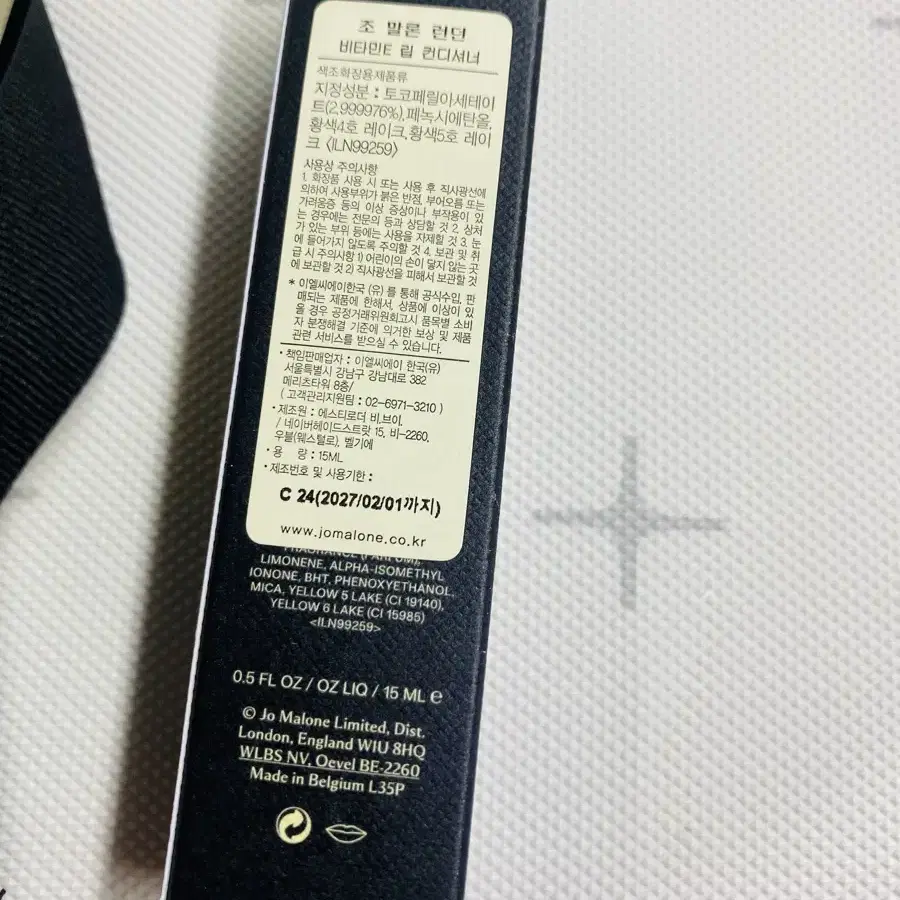 조 말론 런던
비타민E 립 컨디셔너
색조화장용제품류
지정성분 : 토코페릴아세테이
트(2,999976%),페녹시에탄올,
황색4호 레이크,황색5호 레이
크 <ILN99259>
사용상 주의사항
1. 화장품 사용 시 또는 사용 후 직사광선에
의하여 사용부위가 붉은 반점, 부어오름 또는
가려움증 등의 이상 증상이나 부작용이 있
는 경우에는 전문의 등과 상담할 것 2. 상처
가 있는 부위 등에는 사용을 자제할 것 3. 눈
에 들어가지 않도록 주의할 것 4. 보관 및 취
급 시 주의사항 1) 어린이의 손이 닿지 않는 곳
에 보관할 것 2) 직사광선을 피해서 보관할 것
* 이엘씨에이한국 (유) 를 통해 공식수입, 판
매되는 제품에 한해서, 상품에 이상이 있
을 경우 공정거래위원회고시 품목별 소비
자 분쟁해결 기준에 의거한 보상 및 제품
관련 서비스를 받으실 수 있습니다.
• 책임판매업자 : 이엘씨에이 한국(유)
서울특별시 강남구 강남대로 382
메리츠타워 8층/
( 고객관리지원팀 : 02-6971-3210 )
• 제조원 : 에스티로더 비.브이.
/ 네이버헤이드스트랏 15, 비-2260,
우블(웨스털로), 벨기에
• 용 량 : 15ML
• 제조번호 및 사용기한 :
C 24(2027/02/01까지)
www.jomalone.co.kr
FRAGRANCE (PARFUM),
LIMONENE, ALPHA-ISOMETHYL
IONONE, BHT, PHENOXYETHANOL,
MICA, YELLOW 5 LAKE (CI 19140),
YELLOW 6 LAKE (CI 15985)
<ILN99259>
0.5 FL OZ / OZ LIQ / 15 ML ℮
© Jo Malone Limited, Dist.
London, England W1U 8HQ
WLBS NV, Oevel BE-2260
Made in Belgium L35P